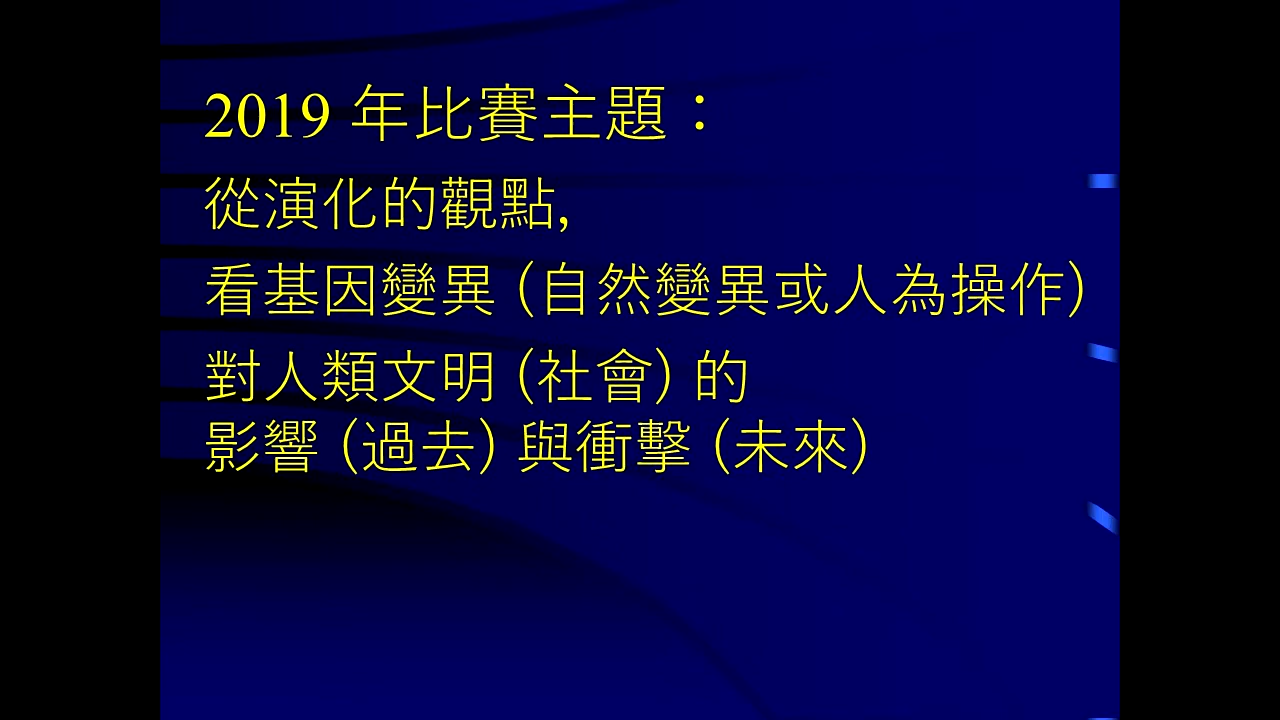 2019 年比賽主題：
從演化的觀點,
看基因變異 (自然變異或人為操作)
對人類文明 (社會) 的
影響 (過去) 與衝擊 (未來)